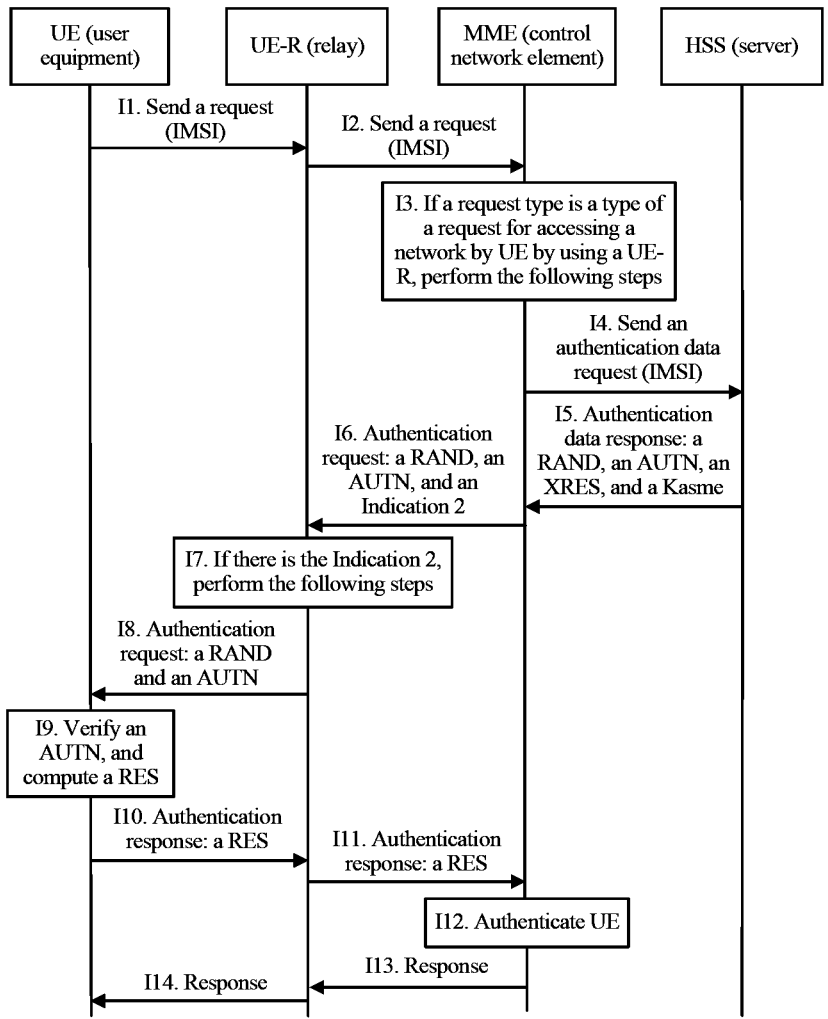 UE (user
equipment)
UE-R (relay)
MME (control
network element)
HSS (server)
I1. Send a request
(IMSI)
I2. Send a request
(IMSI)
I3. If a request type is a type of
a request for accessing a
network by UE by using a UE-
R, perform the following steps
I4. Send an
authentication data
request (IMSI)
I5. Authentication
data response: a
RAND, an AUTN, an
XRES, and a Kasme
I6. Authentication
request: a RAND, an
AUTN, and an
Indication 2
I7. If there is the Indication 2,
perform the following steps
I8. Authentication
request: a RAND
and an AUTN
I9. Verify an
AUTN, and
compute a RES
I10. Authentication
response: a RES
I11. Authentication
response: a RES
I12. Authenticate UE
I13. Response
I14. Response